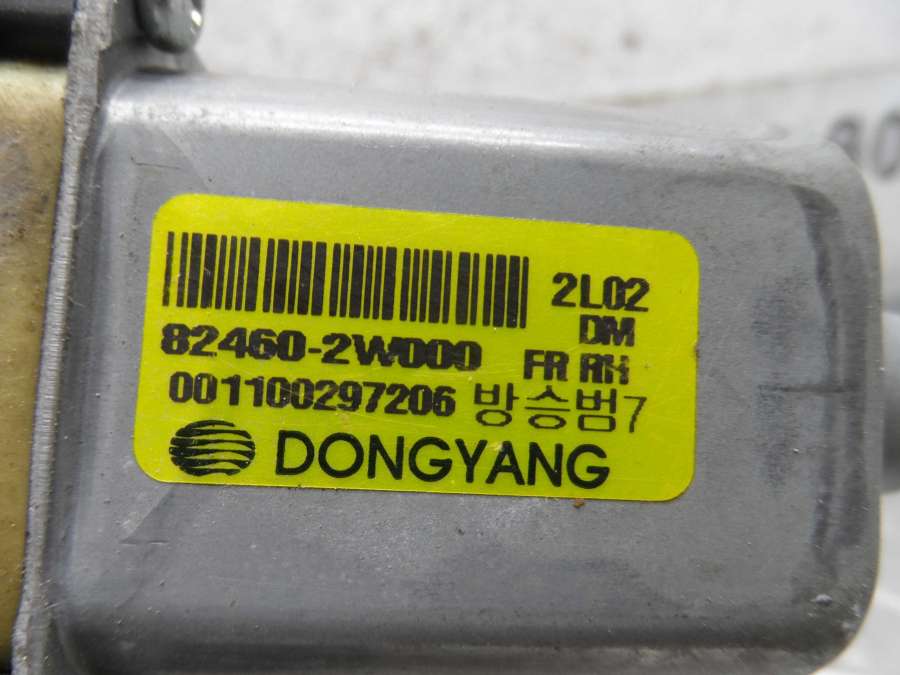 2L02
DM
82460-2W000 FR RH
001100297206 방승범7
DONGYANG